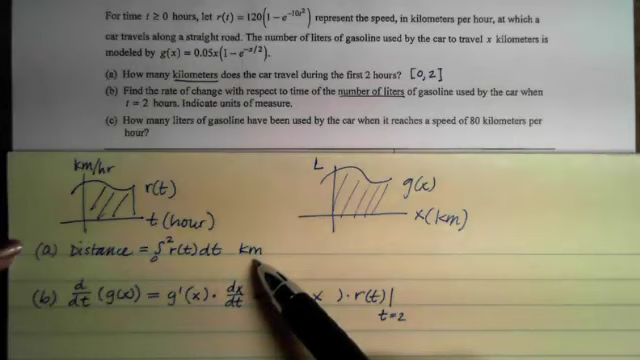 For time t ≥ 0 hours, let r(t) = 120(1 − e^{−10t²}) represent the speed, in kilometers per hour, at which a
car travels along a straight road. The number of liters of gasoline used by the car to travel x kilometers is
modeled by g(x) = 0.05x(1 − e^{−x/2}).
(a) How many kilometers does the car travel during the first 2 hours? [0,2]
(b) Find the rate of change with respect to time of the number of liters of gasoline used by the car when
t = 2 hours. Indicate units of measure.
(c) How many liters of gasoline have been used by the car when it reaches a speed of 80 kilometers per
hour?
km/hr
r(t)
t (hour)
L
g(x)
x (km)
(a) Distance = ∫₀² r(t) dt km
(b) d/dt (g(x)) = g'(x) · dx/dt x ) · r(t)|
t=2